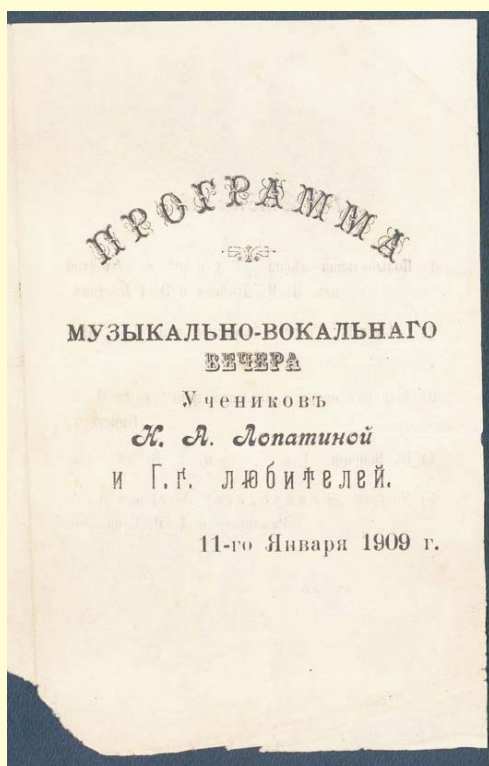 ПРОГРАММА
МУЗЫКАЛЬНО-ВОКАЛЬНАГО
ВЕЧЕРА
Учениковъ
Н. А. Лопатиной
и Г.г. любителей.
11-го Января 1909 г.